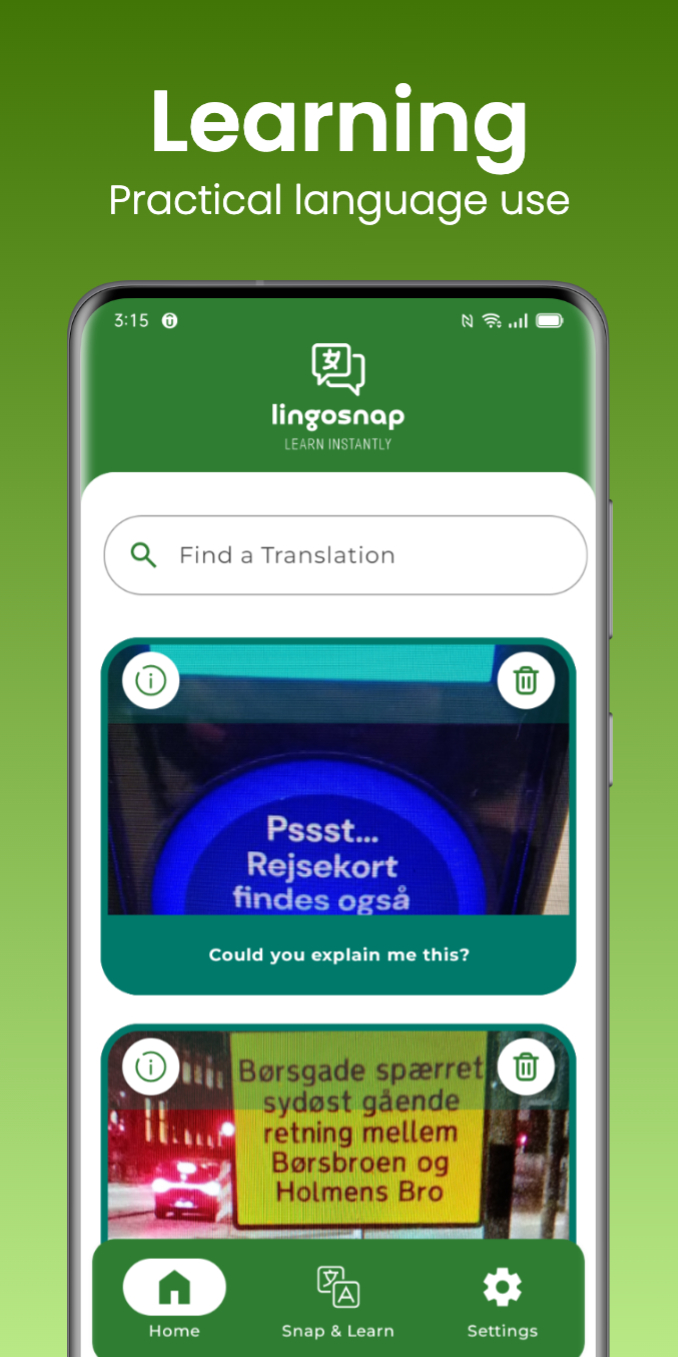 Learning
Practical language use
3:15
lingosnap
LEARN INSTANTLY
Find a Translation
Pssst...
Rejsekort
findes også
Could you explain me this?
Børsgade spærret
sydøst gående
retning mellem
Børsbroen og
Holmens Bro
Home
Snap & Learn
Settings